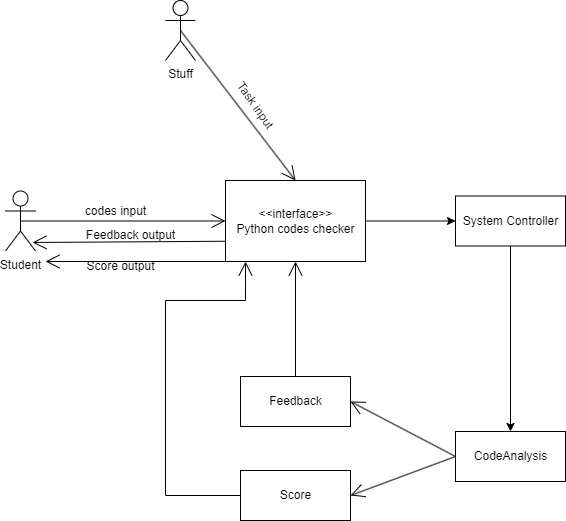 Stuff
Task input
codes input
Feedback output
Score output
Student
<<interface>>
Python codes checker
System Controller
Feedback
CodeAnalysis
Score